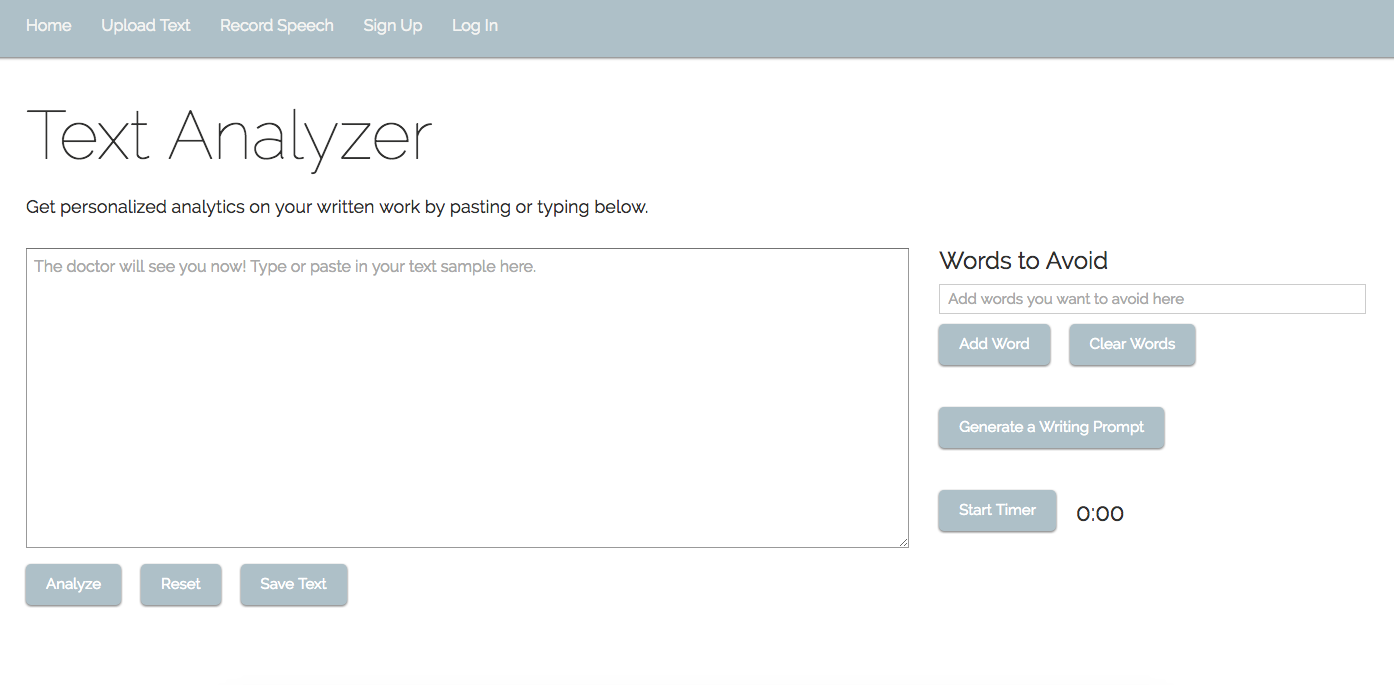 Home Upload Text Record Speech Sign Up Log In
Text Analyzer
Get personalized analytics on your written work by pasting or typing below.
The doctor will see you now! Type or paste in your text sample here.
Analyze Reset Save Text
Words to Avoid
Add words you want to avoid here
Add Word Clear Words
Generate a Writing Prompt
Start Timer 0:00